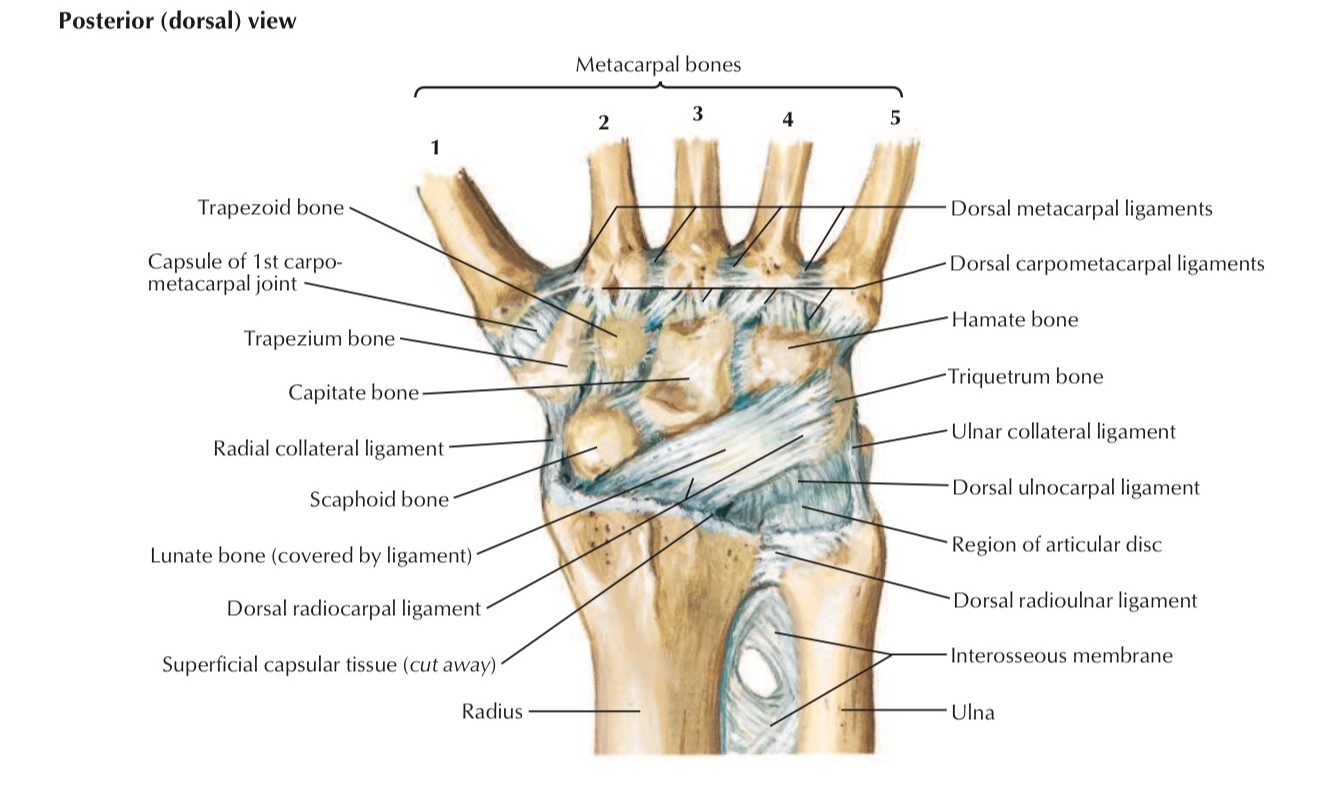 Posterior (dorsal) view
Metacarpal bones
1
2
3
4
5
Trapezoid bone
Capsule of 1st carpo-
metacarpal joint
Trapezium bone
Capitate bone
Radial collateral ligament
Scaphoid bone
Lunate bone (covered by ligament)
Dorsal radiocarpal ligament
Superficial capsular tissue (cut away)
Radius
Dorsal metacarpal ligaments
Dorsal carpometacarpal ligaments
Hamate bone
Triquetrum bone
Ulnar collateral ligament
Dorsal ulnocarpal ligament
Region of articular disc
Dorsal radioulnar ligament
Interosseous membrane
Ulna